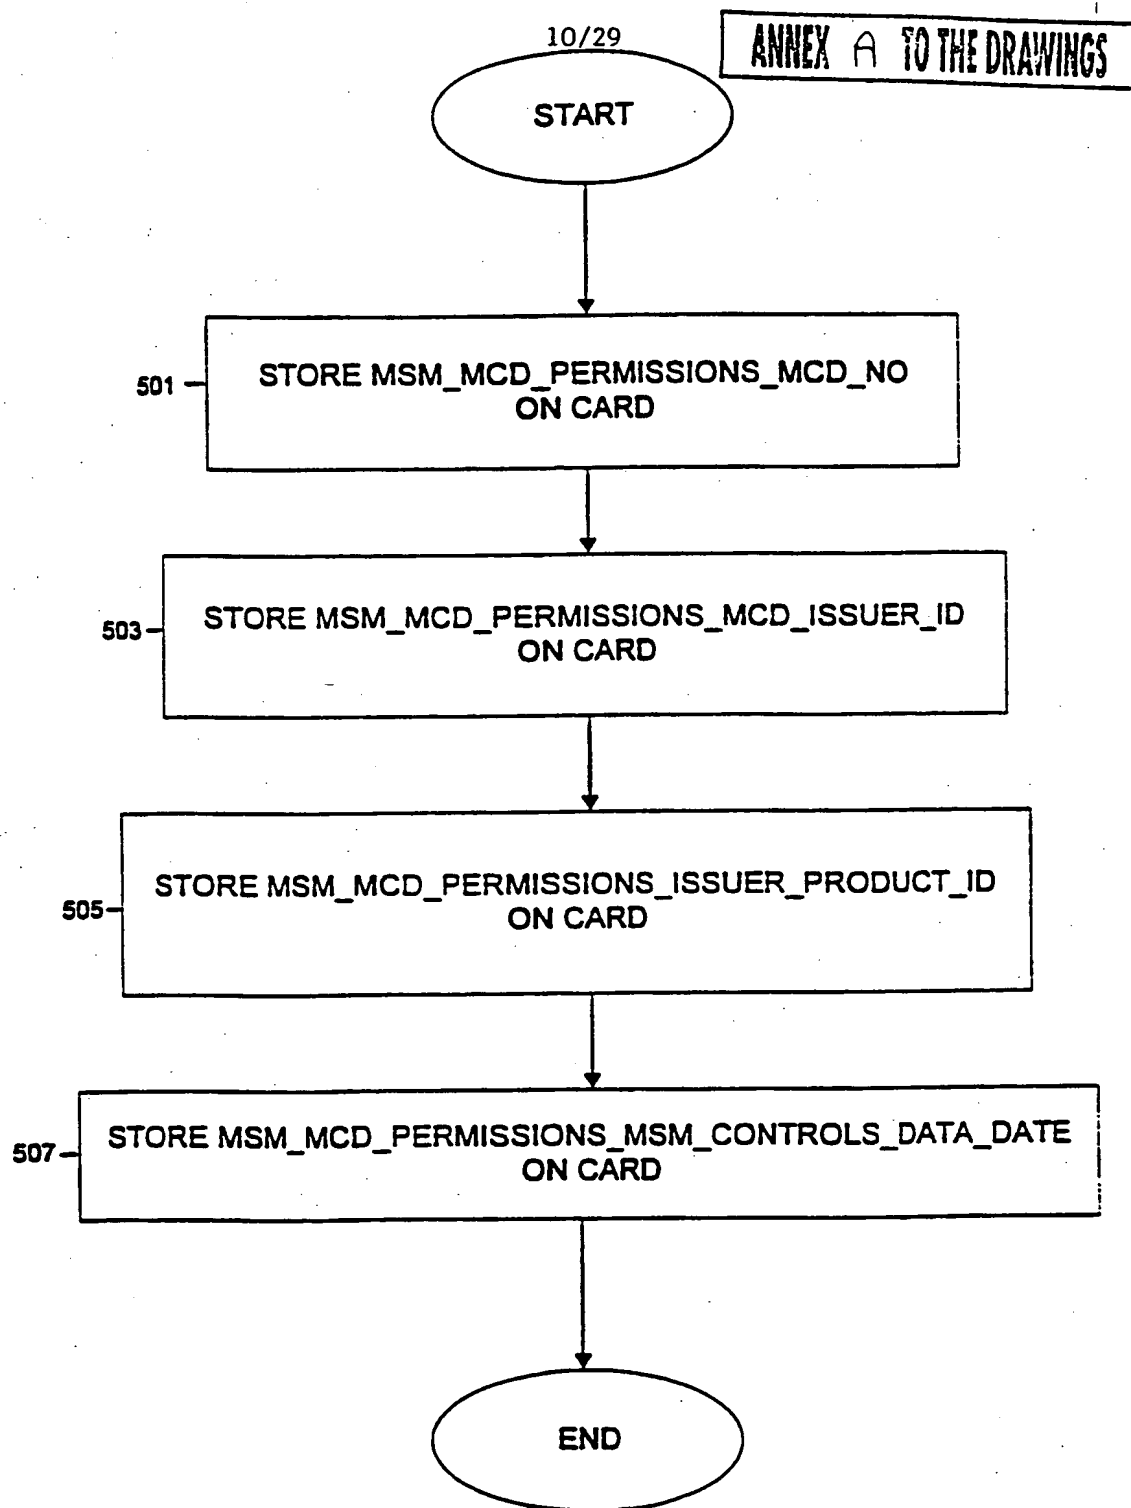 10/29
ANNEX A TO THE DRAWINGS
START
501
STORE MSM_MCD_PERMISSIONS_MCD_NO
ON CARD
503
STORE MSM_MCD_PERMISSIONS_MCD_ISSUER_ID
ON CARD
505
STORE MSM_MCD_PERMISSIONS_ISSUER_PRODUCT_ID
ON CARD
507
STORE MSM_MCD_PERMISSIONS_MSM_CONTROLS_DATA_DATE
ON CARD
END